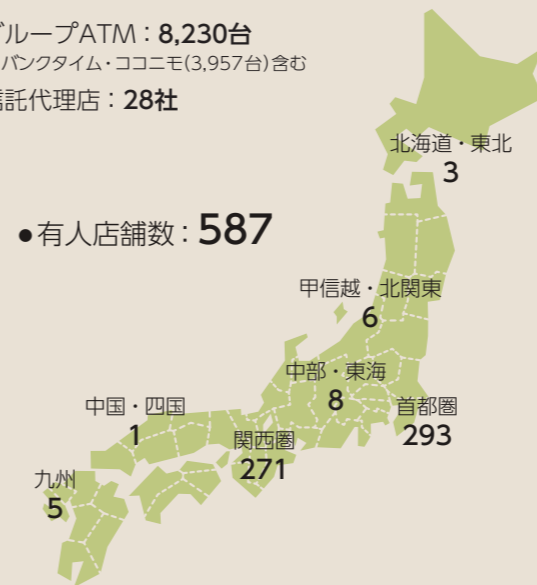 グループATM：8,230台
バンクタイム・ココニモ(3,957台)含む
信託代理店：28社
●有人店舗数：587
北海道・東北
3
甲信越・北関東
6
中部・東海
8
首都圏
293
中国・四国
1
関西圏
271
九州
5